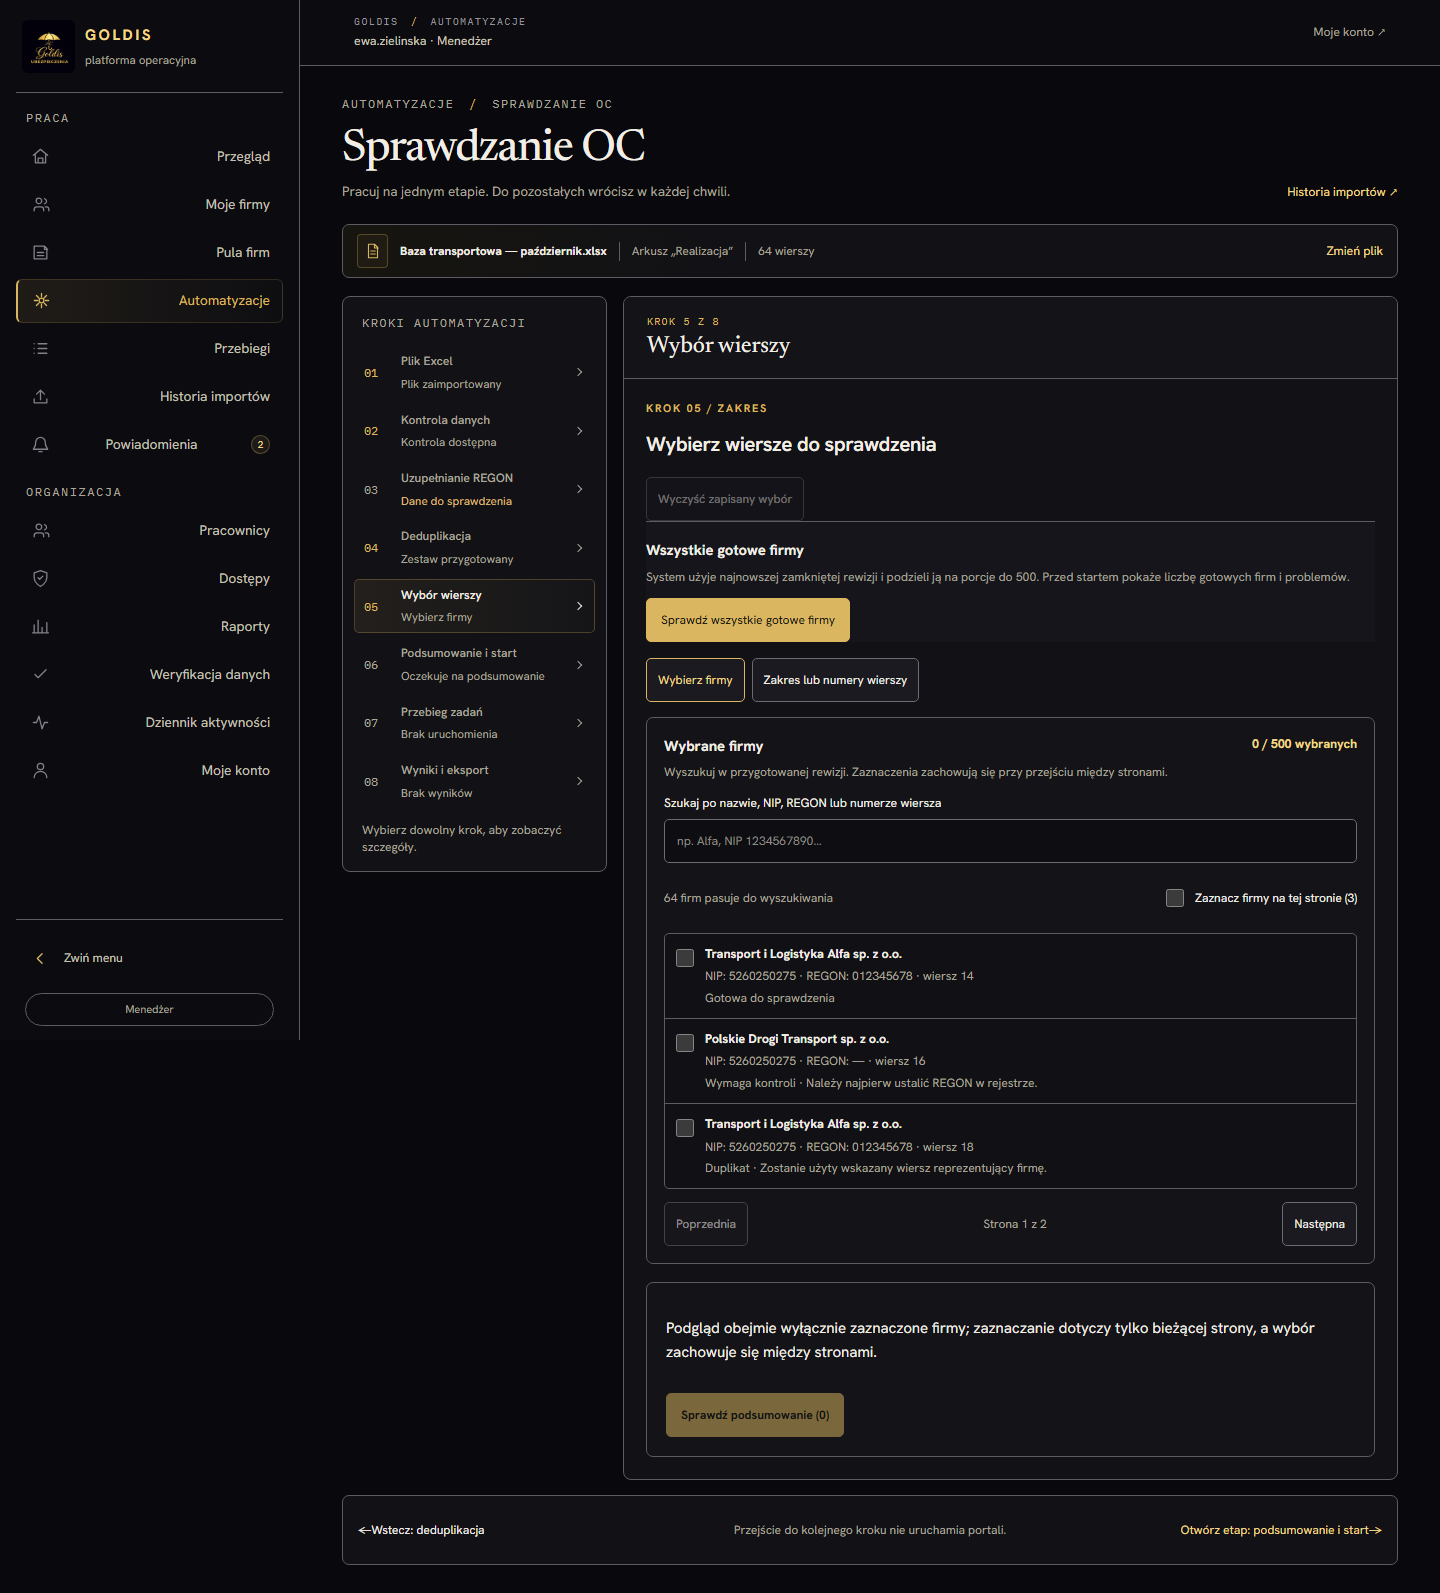 Goldis
UBEZPIECZENIA
GOLDIS
platforma operacyjna
PRACA
Przegląd
Moje firmy
Pula firm
Automatyzacje
Przebiegi
Historia importów
Powiadomienia 2
ORGANIZACJA
Pracownicy
Dostępy
Raporty
Weryfikacja danych
Dziennik aktywności
Moje konto
Zwiń menu
Menedżer
GOLDIS / AUTOMATYZACJE
ewa.zielinska · Menedżer
Moje konto ↗
AUTOMATYZACJE / SPRAWDZANIE OC
Sprawdzanie OC
Pracuj na jednym etapie. Do pozostałych wrócisz w każdej chwili.
Historia importów ↗
Baza transportowa — październik.xlsx
Arkusz „Realizacja”
64 wierszy
Zmień plik
KROKI AUTOMATYZACJI
01
Plik Excel
Plik zaimportowany
02
Kontrola danych
Kontrola dostępna
03
Uzupełnianie REGON
Dane do sprawdzenia
04
Deduplikacja
Zestaw przygotowany
05
Wybór wierszy
Wybierz firmy
06
Podsumowanie i start
Oczekuje na podsumowanie
07
Przebieg zadań
Brak uruchomienia
08
Wyniki i eksport
Brak wyników
Wybierz dowolny krok, aby zobaczyć
szczegóły.
KROK 5 Z 8
Wybór wierszy
KROK 05 / ZAKRES
Wybierz wiersze do sprawdzenia
Wyczyść zapisany wybór
Wszystkie gotowe firmy
System użyje najnowszej zamkniętej rewizji i podzieli ją na porcje do 500. Przed startem pokaże liczbę gotowych firm i problemów.
Sprawdź wszystkie gotowe firmy
Wybierz firmy
Zakres lub numery wierszy
Wybrane firmy
0 / 500 wybranych
Wyszukuj w przygotowanej rewizji. Zaznaczenia zachowują się przy przejściu między stronami.
Szukaj po nazwie, NIP, REGON lub numerze wiersza
np. Alfa, NIP 1234567890...
64 firm pasuje do wyszukiwania
Zaznacz firmy na tej stronie (3)
Transport i Logistyka Alfa sp. z o.o.
NIP: 5260250275 · REGON: 012345678 · wiersz 14
Gotowa do sprawdzenia
Polskie Drogi Transport sp. z o.o.
NIP: 5260250275 · REGON: — · wiersz 16
Wymaga kontroli · Należy najpierw ustalić REGON w rejestrze.
Transport i Logistyka Alfa sp. z o.o.
NIP: 5260250275 · REGON: 012345678 · wiersz 18
Duplikat · Zostanie użyty wskazany wiersz reprezentujący firmę.
Poprzednia
Strona 1 z 2
Następna
Podgląd obejmie wyłącznie zaznaczone firmy; zaznaczanie dotyczy tylko bieżącej strony, a wybór
zachowuje się między stronami.
Sprawdź podsumowanie (0)
←Wstecz: deduplikacja
Przejście do kolejnego kroku nie uruchamia portali.
Otwórz etap: podsumowanie i start→